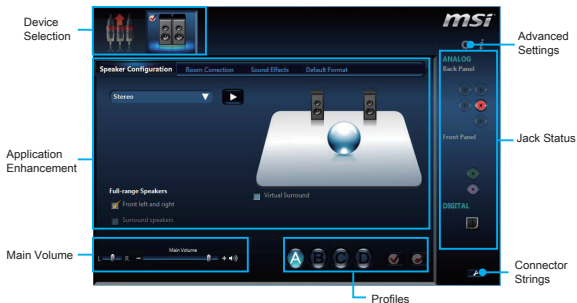 Device
Selection
msi
i
Advanced
Settings
ANALOG
Back Panel
Speaker Configuration Room Correction Sound Effects Default Format
Stereo
Jack Status
Front Panel
Application
Enhancement
Full-range Speakers
Front left and right
Virtual Surround
Surround speakers
DIGITAL
Main Volume
Main Volume
L R - +
A B C D
Connector
Strings
Profiles